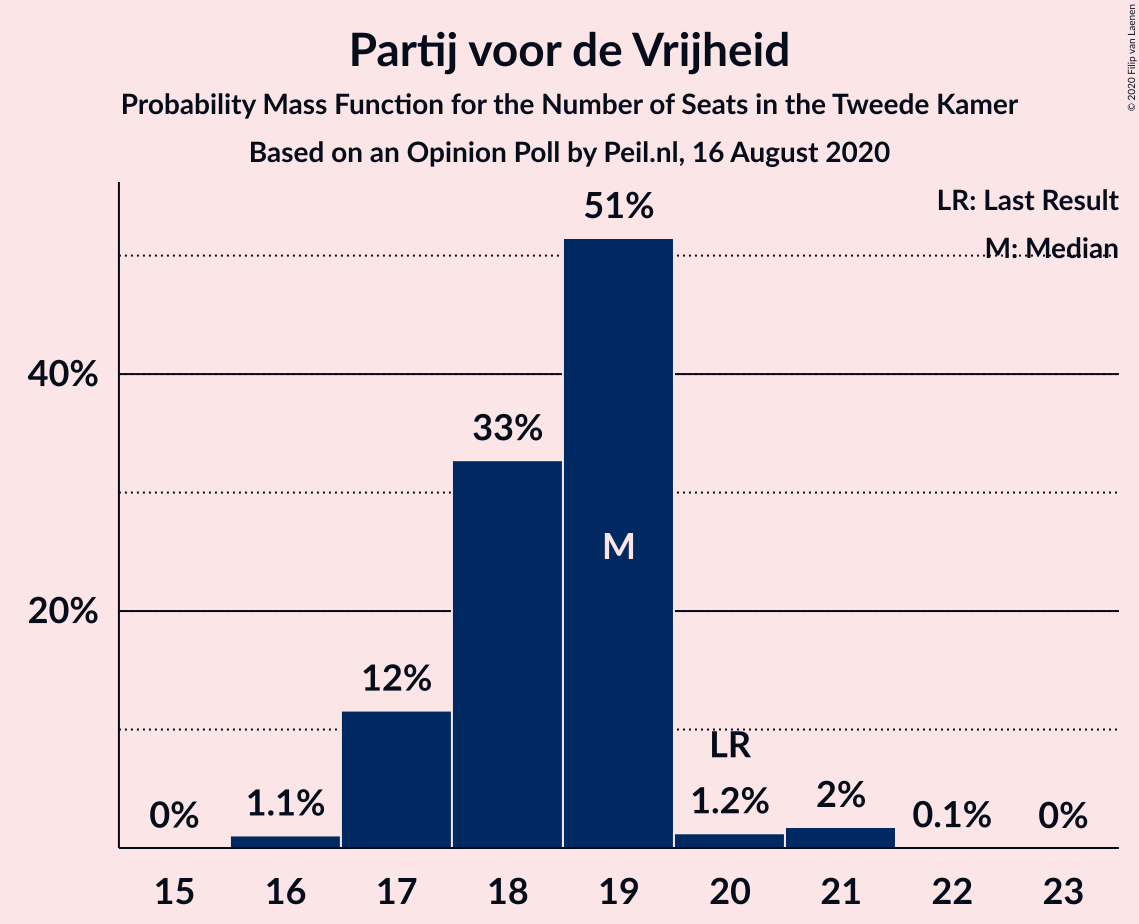 Partij voor de Vrijheid
Probability Mass Function for the Number of Seats in the Tweede Kamer
Based on an Opinion Poll by Peil.nl, 16 August 2020
© 2020 Filip van Laenen
LR: Last Result
M: Median
51%
40%
33%
M
20%
12%
LR
0%
1.1%
1.2%
2%
0.1%
0%
15 16 17 18 19 20 21 22 23